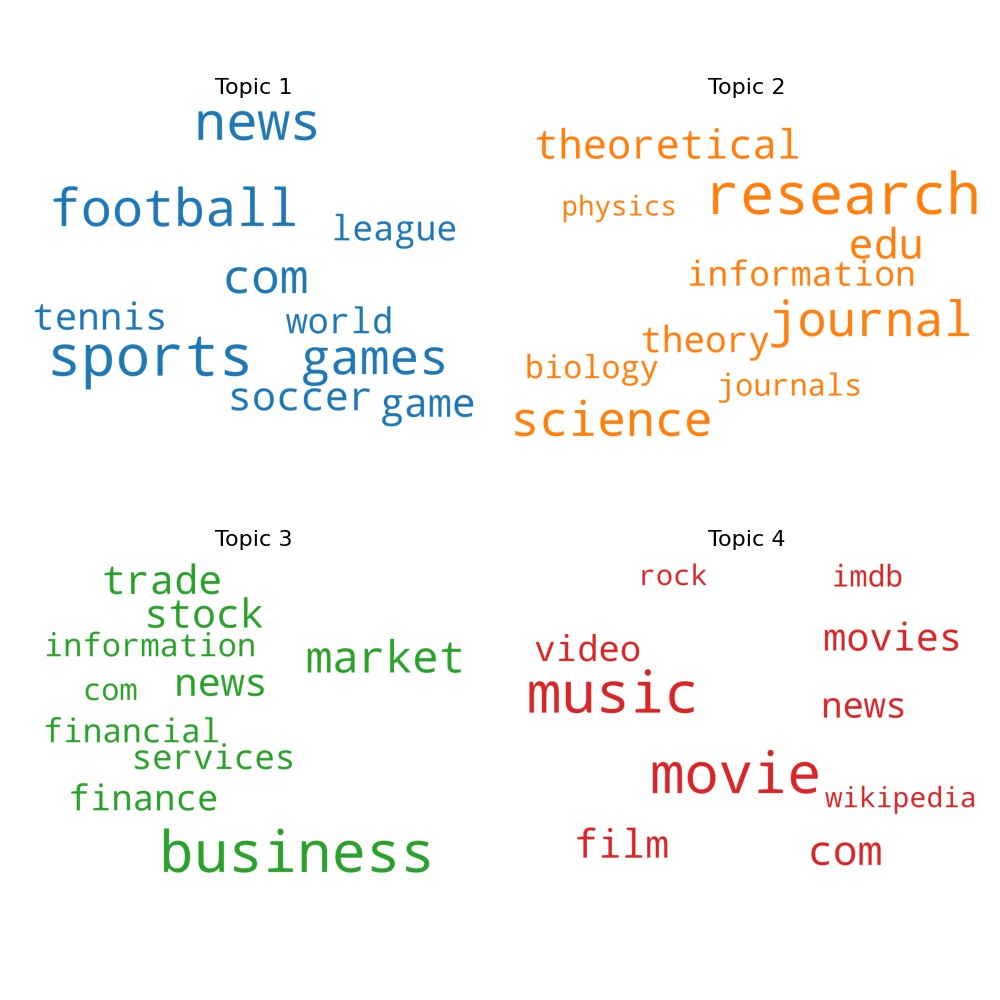 Topic 1
news
football
league
com
tennis
world
sports
games
soccer
game
Topic 2
theoretical
physics
research
edu
information
journal
theory
biology
journals
science
Topic 3
trade
stock
information
market
com
news
financial
services
finance
business
Topic 4
rock
imdb
video
movies
music
news
movie
wikipedia
film
com